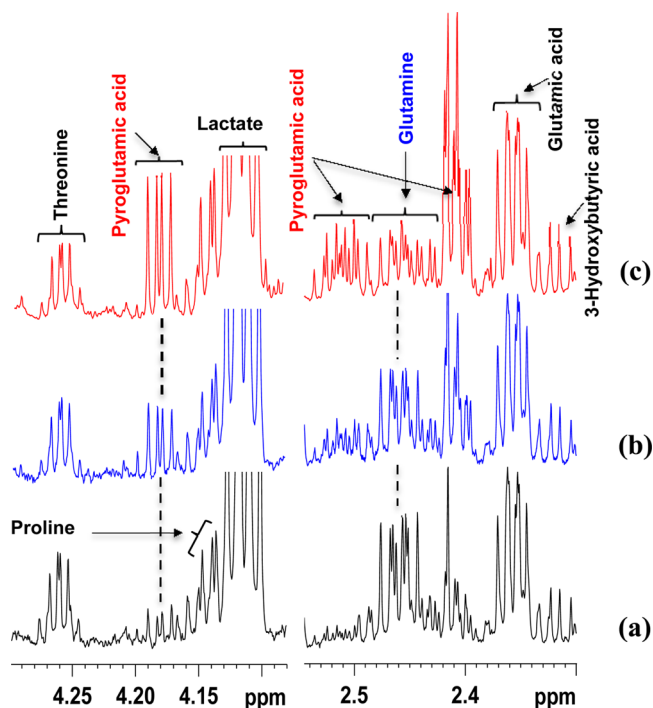 Threonine
Pyroglutamic acid
Lactate
Pyroglutamic acid
Glutamine
Glutamic acid
3-Hydroxybutyric acid
(c)
(b)
Proline
(a)
4.25 4.20 4.15 ppm 2.5 2.4 ppm